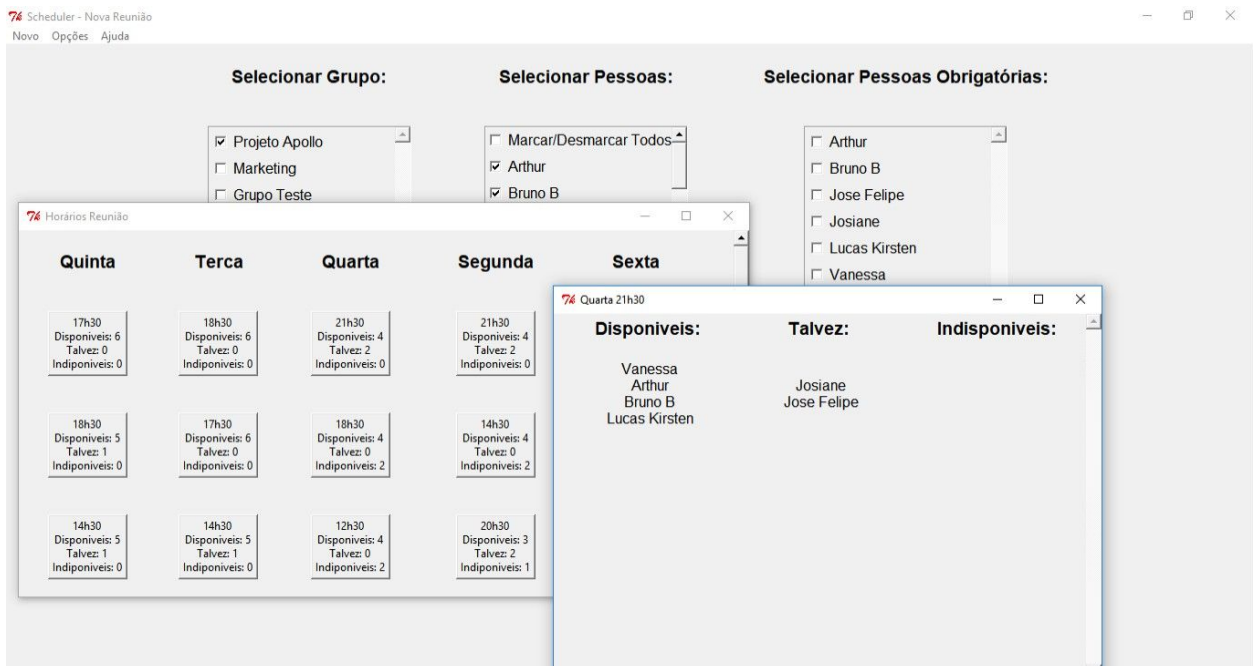 Scheduler - Nova Reunião
Novo Opções Ajuda
Selecionar Grupo:
Selecionar Pessoas:
Selecionar Pessoas Obrigatórias:
Projeto Apollo
Marketing
Grupo Teste
Marcar/Desmarcar Todos
Arthur
Bruno B
Arthur
Bruno B
Jose Felipe
Josiane
Lucas Kirsten
Vanessa
Horários Reunião
Quinta Terca Quarta Segunda Sexta
17h30
Disponiveis: 6
Talvez: 0
Indiponiveis: 0
18h30
Disponiveis: 6
Talvez: 0
Indiponiveis: 0
21h30
Disponiveis: 4
Talvez: 2
Indiponiveis: 0
21h30
Disponiveis: 4
Talvez: 2
Indiponiveis: 0
18h30
Disponiveis: 5
Talvez: 1
Indiponiveis: 0
17h30
Disponiveis: 6
Talvez: 0
Indiponiveis: 0
18h30
Disponiveis: 4
Talvez: 0
Indiponiveis: 2
14h30
Disponiveis: 4
Talvez: 0
Indiponiveis: 2
14h30
Disponiveis: 5
Talvez: 1
Indiponiveis: 0
14h30
Disponiveis: 5
Talvez: 1
Indiponiveis: 0
12h30
Disponiveis: 4
Talvez: 0
Indiponiveis: 2
20h30
Disponiveis: 3
Talvez: 2
Indiponiveis: 1
Quarta 21h30
Disponiveis: Talvez: Indisponiveis:
Vanessa
Arthur
Bruno B
Lucas Kirsten
Josiane
Jose Felipe